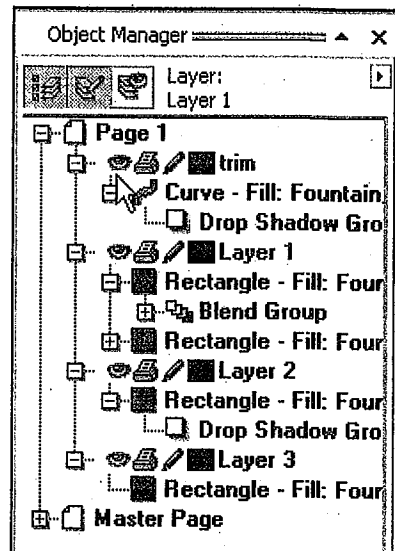 Object Manager
Layer:
Layer 1
Page 1
trim
Curve - Fill: Fountain
Drop Shadow Gro
Layer 1
Rectangle - Fill: Four
Blend Group
Rectangle - Fill: Four
Layer 2
Rectangle - Fill: Four
Drop Shadow Gro
Layer 3
Rectangle - Fill: Four
Master Page